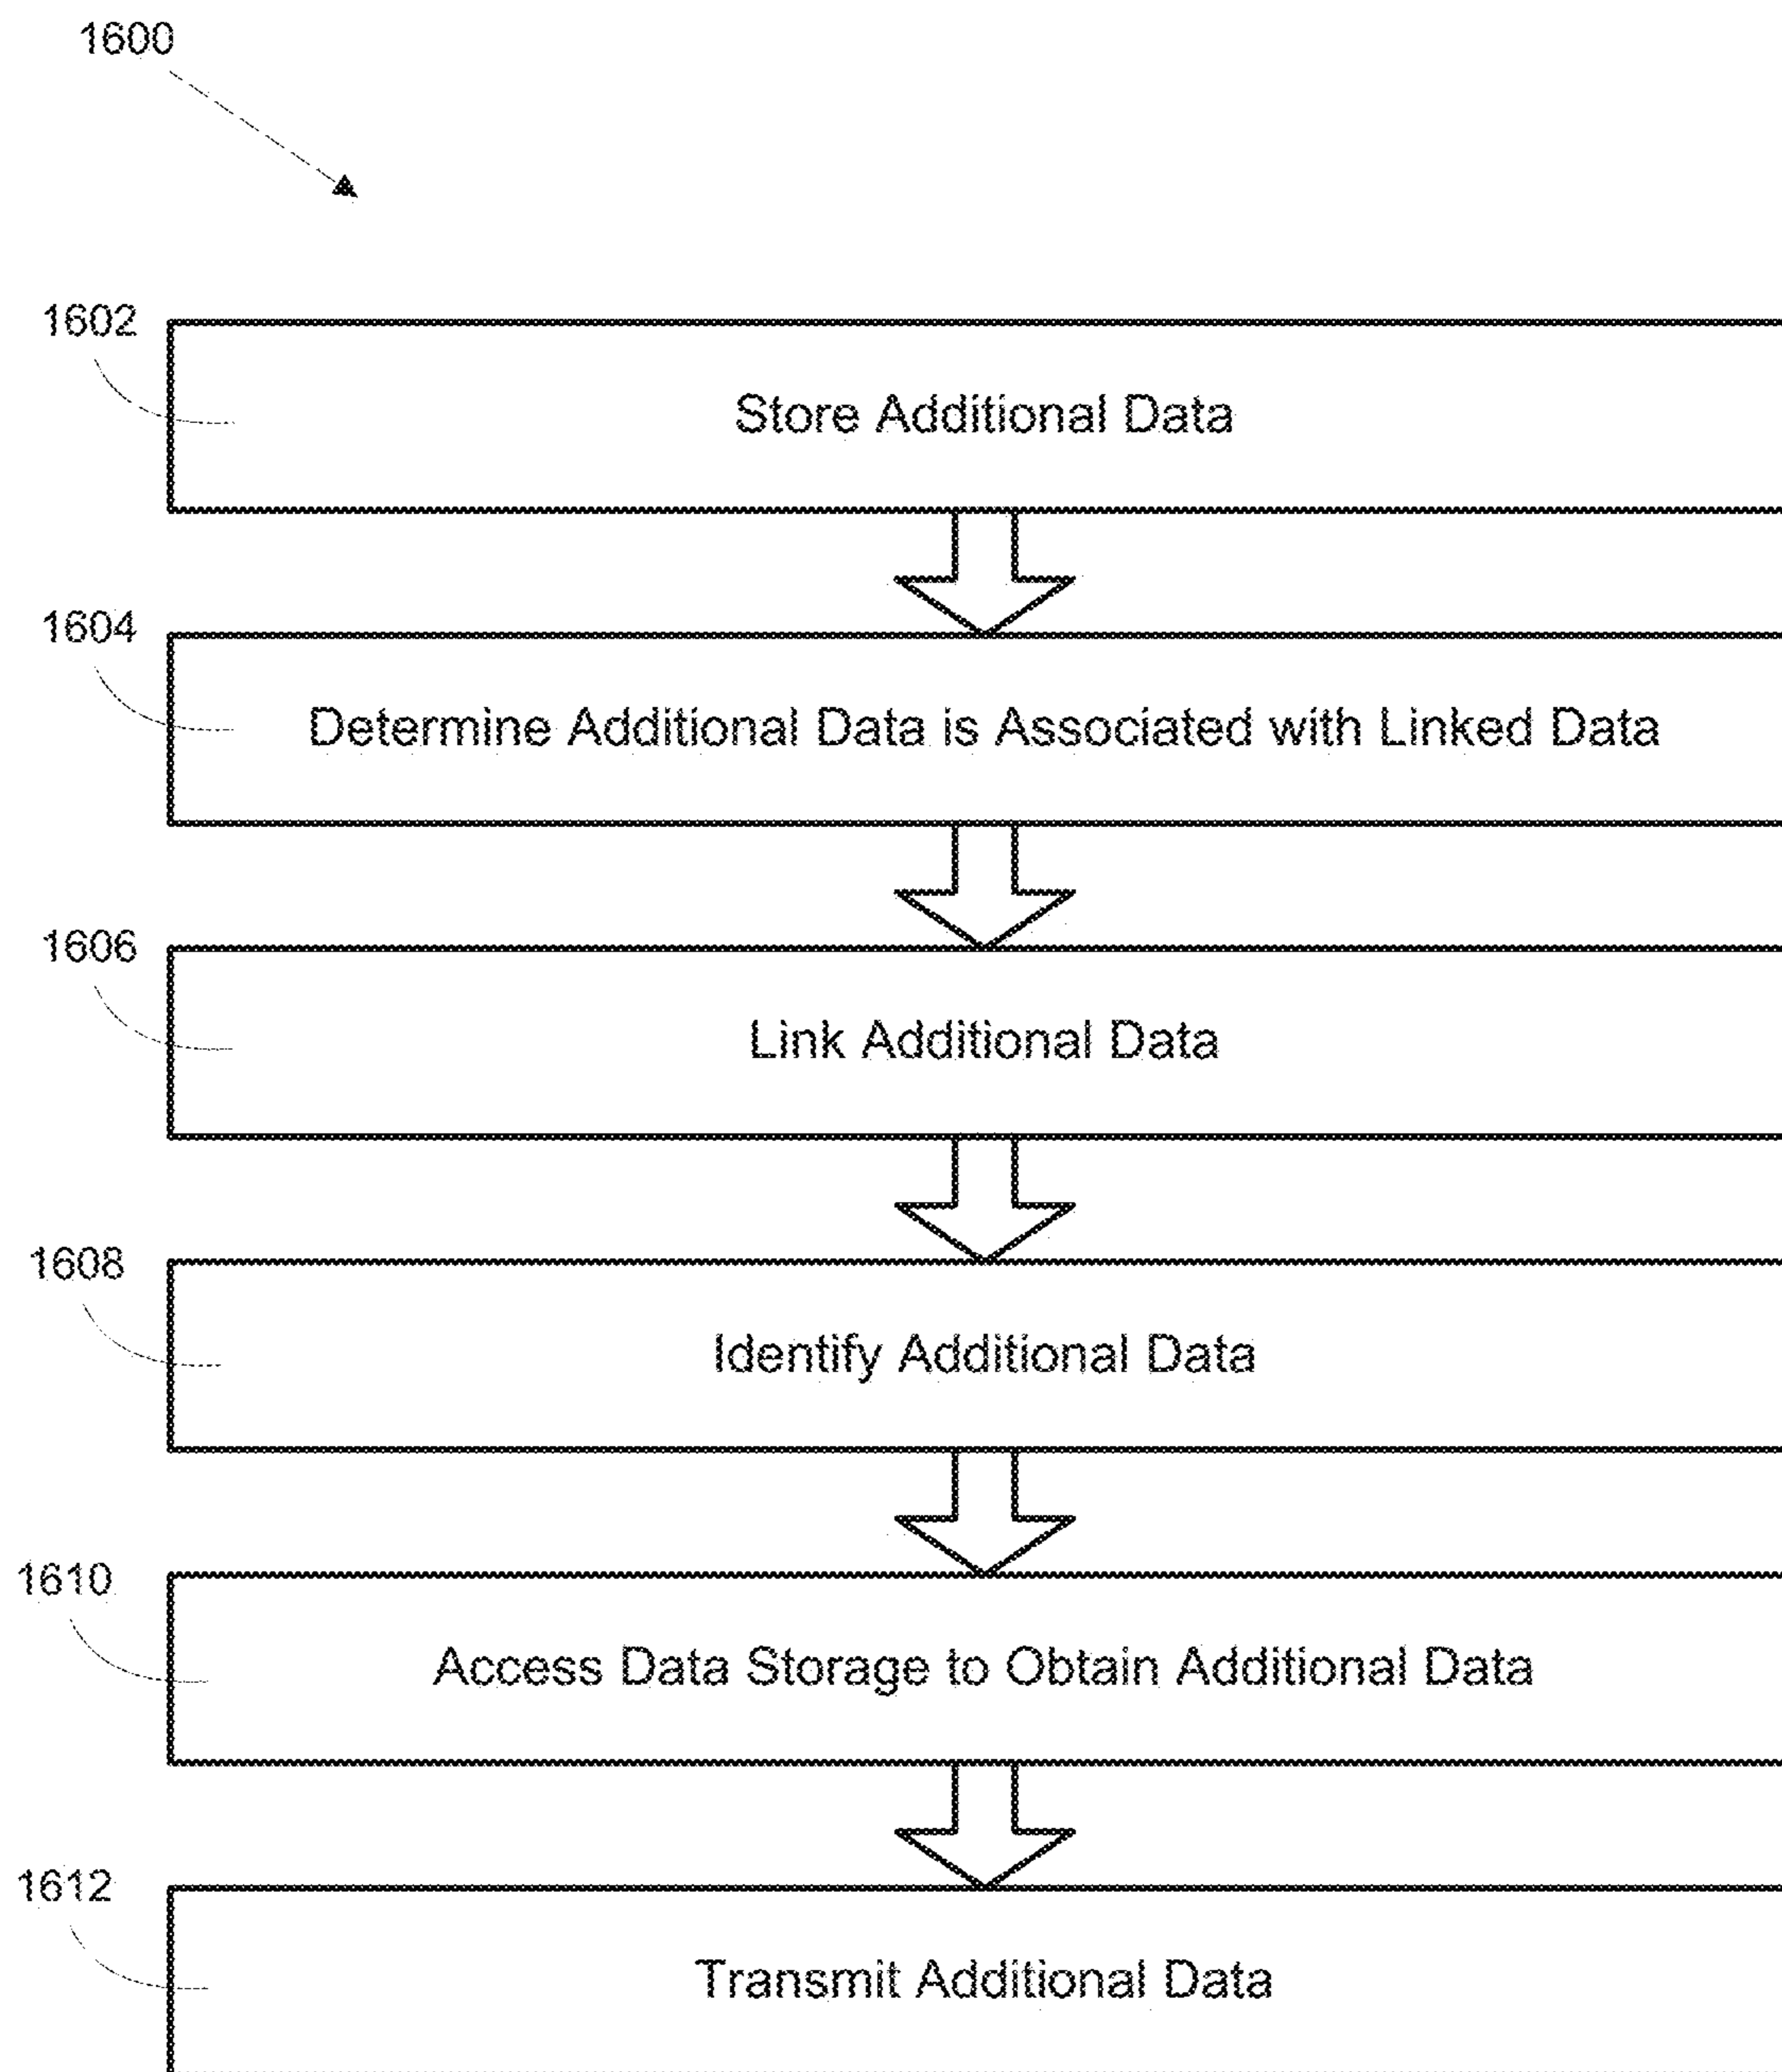 1600
1602
Store Additional Data
1604
Determine Additional Data is Associated with Linked Data
1606
Link Additional Data
1608
Identify Additional Data
1610
Access Data Storage to Obtain Additional Data
1612
Transmit Additional Data